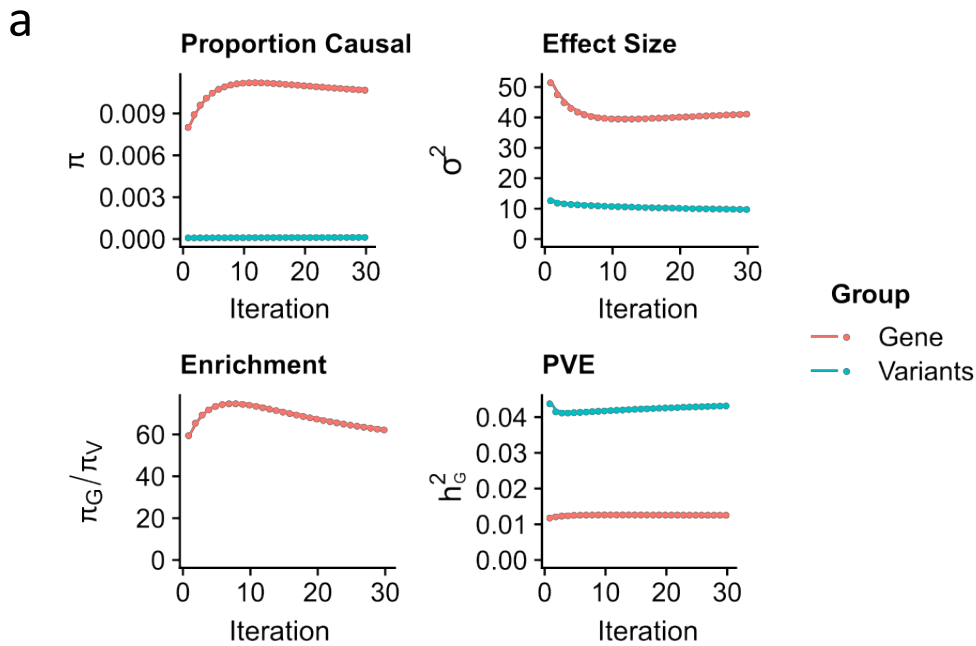 a
Proportion Causal
π
0.009
0.006
0.003
0.000
0 10 20 30
Iteration
Effect Size
σ²
50
40
30
20
10
0
0 10 20 30
Iteration
Group
Gene
Variants
Enrichment
π_G/π_V
60
40
20
0
0 10 20 30
Iteration
PVE
h²_G
0.04
0.03
0.02
0.01
0.00
0 10 20 30
Iteration